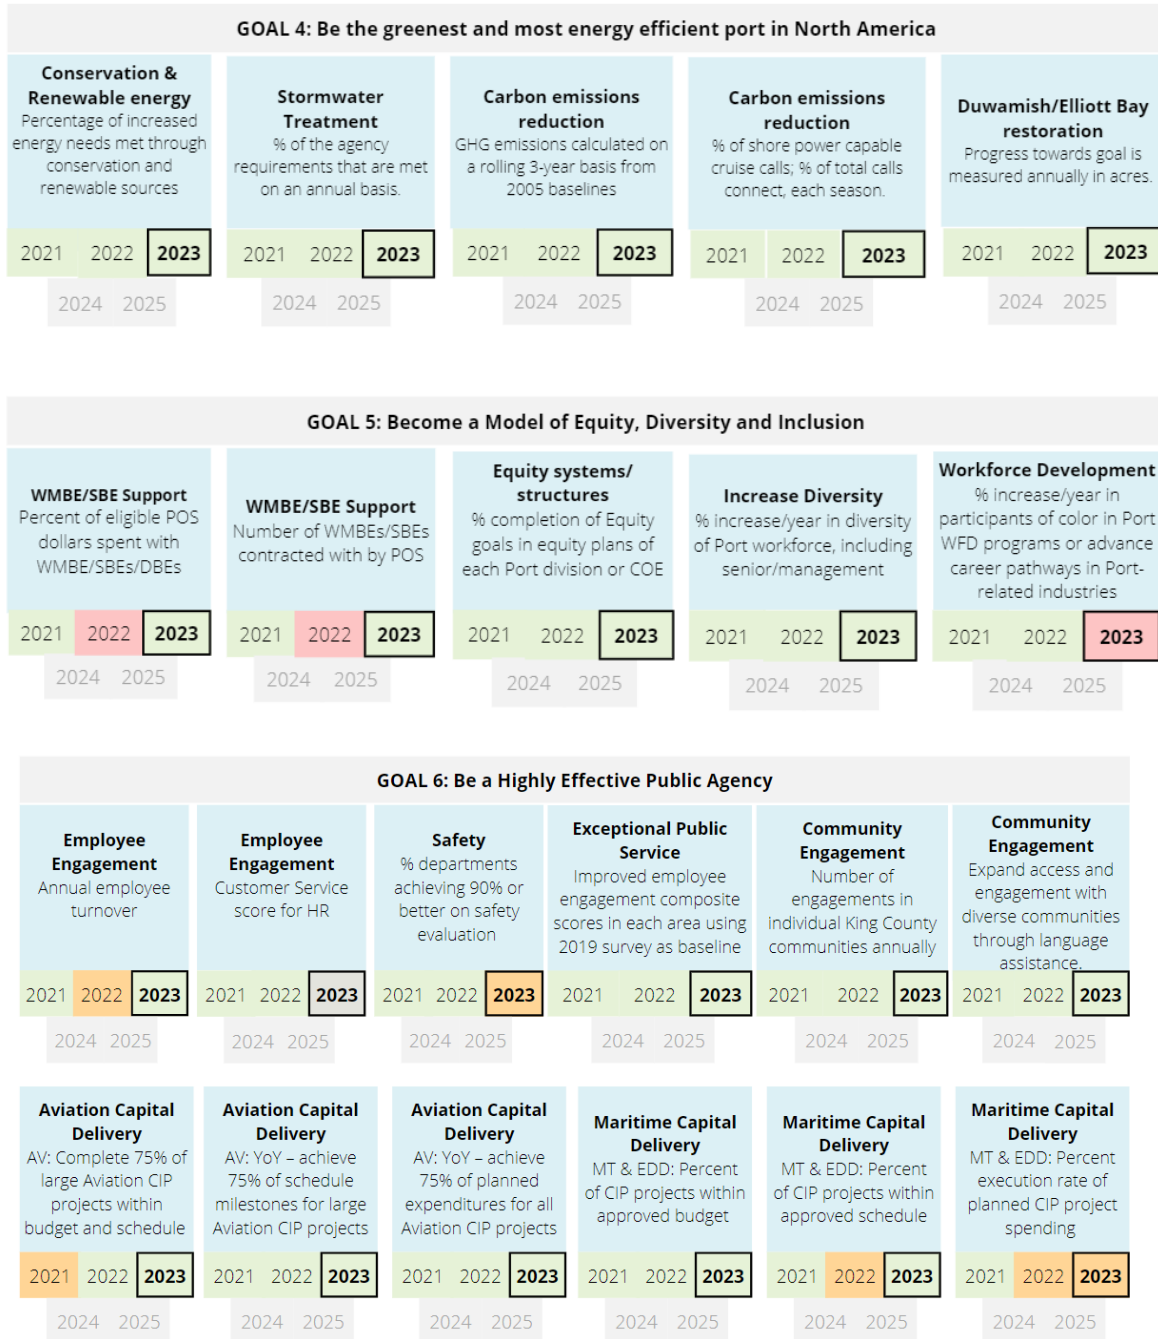 GOAL 4: Be the greenest and most energy efficient port in North America
Conservation &
Renewable energy
Percentage of increased
energy needs met through
conservation and
renewable sources
2021 2022 2023
2024 2025
Stormwater
Treatment
% of the agency
requirements that are met
on an annual basis.
2021 2022 2023
2024 2025
Carbon emissions
reduction
GHG emissions calculated on
a rolling 3-year basis from
2005 baselines
2021 2022 2023
2024 2025
Carbon emissions
reduction
% of shore power capable
cruise calls; % of total calls
connect, each season.
2021 2022 2023
2024 2025
Duwamish/Elliott Bay
restoration
Progress towards goal is
measured annually in acres.
2021 2022 2023
2024 2025
GOAL 5: Become a Model of Equity, Diversity and Inclusion
WMBE/SBE Support
Percent of eligible POS
dollars spent with
WMBE/SBEs/DBEs
2021 2022 2023
2024 2025
WMBE/SBE Support
Number of WMBEs/SBEs
contracted with by POS
2021 2022 2023
2024 2025
Equity systems/
structures
% completion of Equity
goals in equity plans of
each Port division or COE
2021 2022 2023
2024 2025
Increase Diversity
% increase/year in diversity
of Port workforce, including
senior/management
2021 2022 2023
2024 2025
Workforce Development
% increase/year in
participants of color in Port
WFD programs or advance
career pathways in Port-
related industries
2021 2022 2023
2024 2025
GOAL 6: Be a Highly Effective Public Agency
Employee
Engagement
Annual employee
turnover
2021 2022 2023
2024 2025
Employee
Engagement
Customer Service
score for HR
2021 2022 2023
2024 2025
Safety
% departments
achieving 90% or
better on safety
evaluation
2021 2022 2023
2024 2025
Exceptional Public
Service
Improved employee
engagement composite
scores in each area using
2019 survey as baseline
2021 2022 2023
2024 2025
Community
Engagement
Number of
engagements in
individual King County
communities annually
2021 2022 2023
2024 2025
Community
Engagement
Expand access and
engagement with
diverse communities
through language
assistance.
2021 2022 2023
2024 2025
Aviation Capital
Delivery
AV: Complete 75% of
large Aviation CIP
projects within
budget and schedule
2021 2022 2023
2024 2025
Aviation Capital
Delivery
AV: YoY – achieve
75% of schedule
milestones for large
Aviation CIP projects
2021 2022 2023
2024 2025
Aviation Capital
Delivery
AV: YoY – achieve
75% of planned
expenditures for all
Aviation CIP projects
2021 2022 2023
2024 2025
Maritime Capital
Delivery
MT & EDD: Percent
of CIP projects within
approved budget
2021 2022 2023
2024 2025
Maritime Capital
Delivery
MT & EDD: Percent
of CIP projects within
approved schedule
2021 2022 2023
2024 2025
Maritime Capital
Delivery
MT & EDD: Percent
execution rate of
planned CIP project
spending
2021 2022 2023
2024 2025